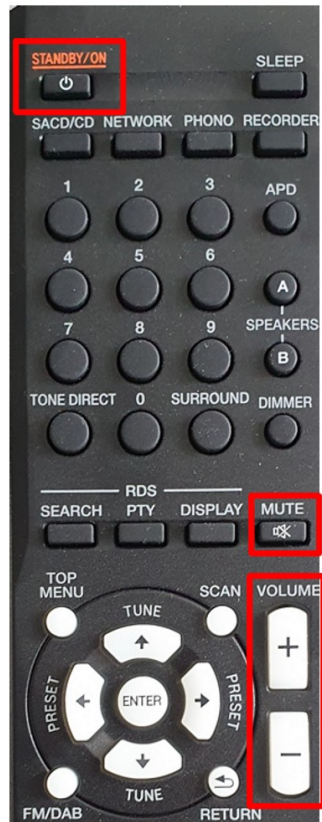 STANDBY/ON SLEEP
SACD/CD NETWORK PHONO RECORDER
1 2 3 APD
4 5 6
A
7 8 9 SPEAKERS
B
TONE DIRECT 0 SURROUND DIMMER
RDS
SEARCH PTY DISPLAY MUTE
TOP
MENU SCAN VOLUME
TUNE
+
PRESET ENTER PRESET
−
TUNE
FM/DAB RETURN